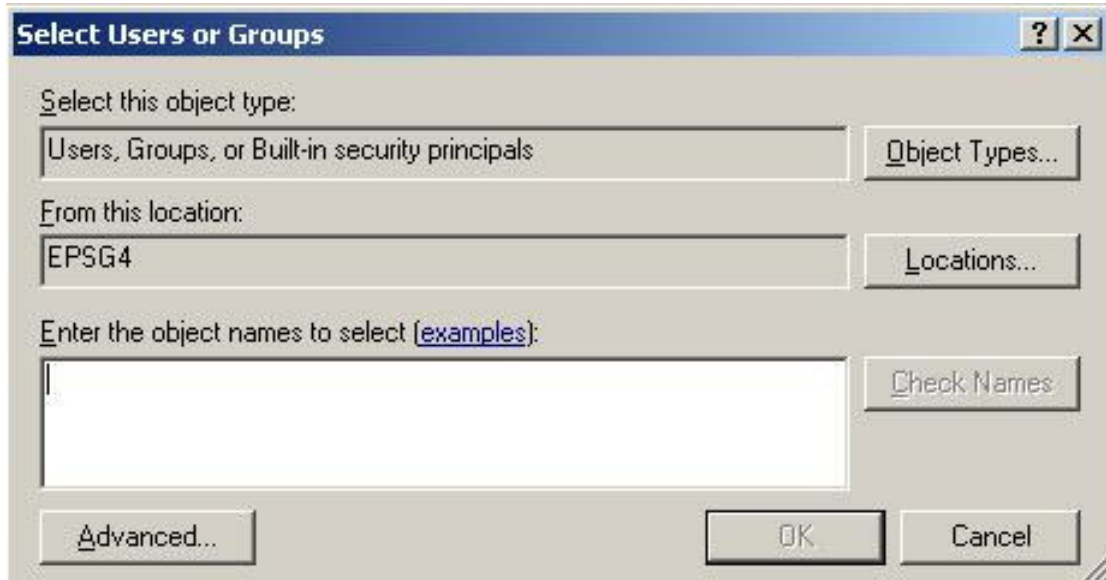 Select Users or Groups
Select this object type:
Users, Groups, or Built-in security principals
Object Types...
From this location:
EPSG4
Locations...
Enter the object names to select (examples):
Check Names
Advanced...
OK
Cancel